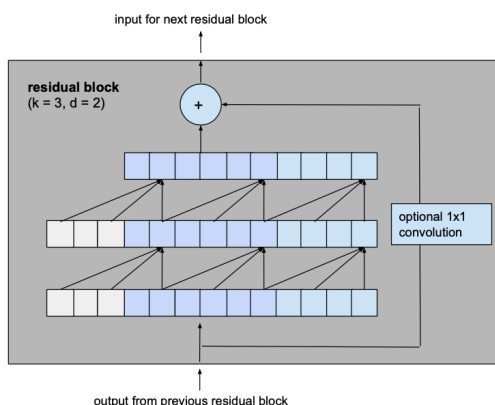 input for next residual block
residual block
(k = 3, d = 2)
+
optional 1x1
convolution
output from previous residual block